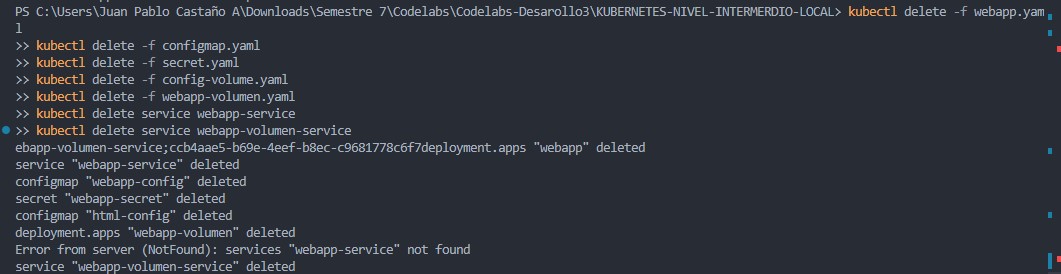 PS C:\Users\Juan Pablo Castaño A\Downloads\Semestre 7\Codelabs\Codelabs-Desarollo3\KUBERNETES-NIVEL-INTERMERDIO-LOCAL> kubectl delete -f webapp.yam
l
>> kubectl delete -f configmap.yaml
>> kubectl delete -f secret.yaml
>> kubectl delete -f config-volume.yaml
>> kubectl delete -f webapp-volumen.yaml
>> kubectl delete service webapp-service
>> kubectl delete service webapp-volumen-service
ebapp-volumen-service;ccb4aae5-b69e-4eef-b8ec-c9681778c6f7deployment.apps "webapp" deleted
service "webapp-service" deleted
configmap "webapp-config" deleted
secret "webapp-secret" deleted
configmap "html-config" deleted
deployment.apps "webapp-volumen" deleted
Error from server (NotFound): services "webapp-service" not found
service "webapp-volumen-service" deleted